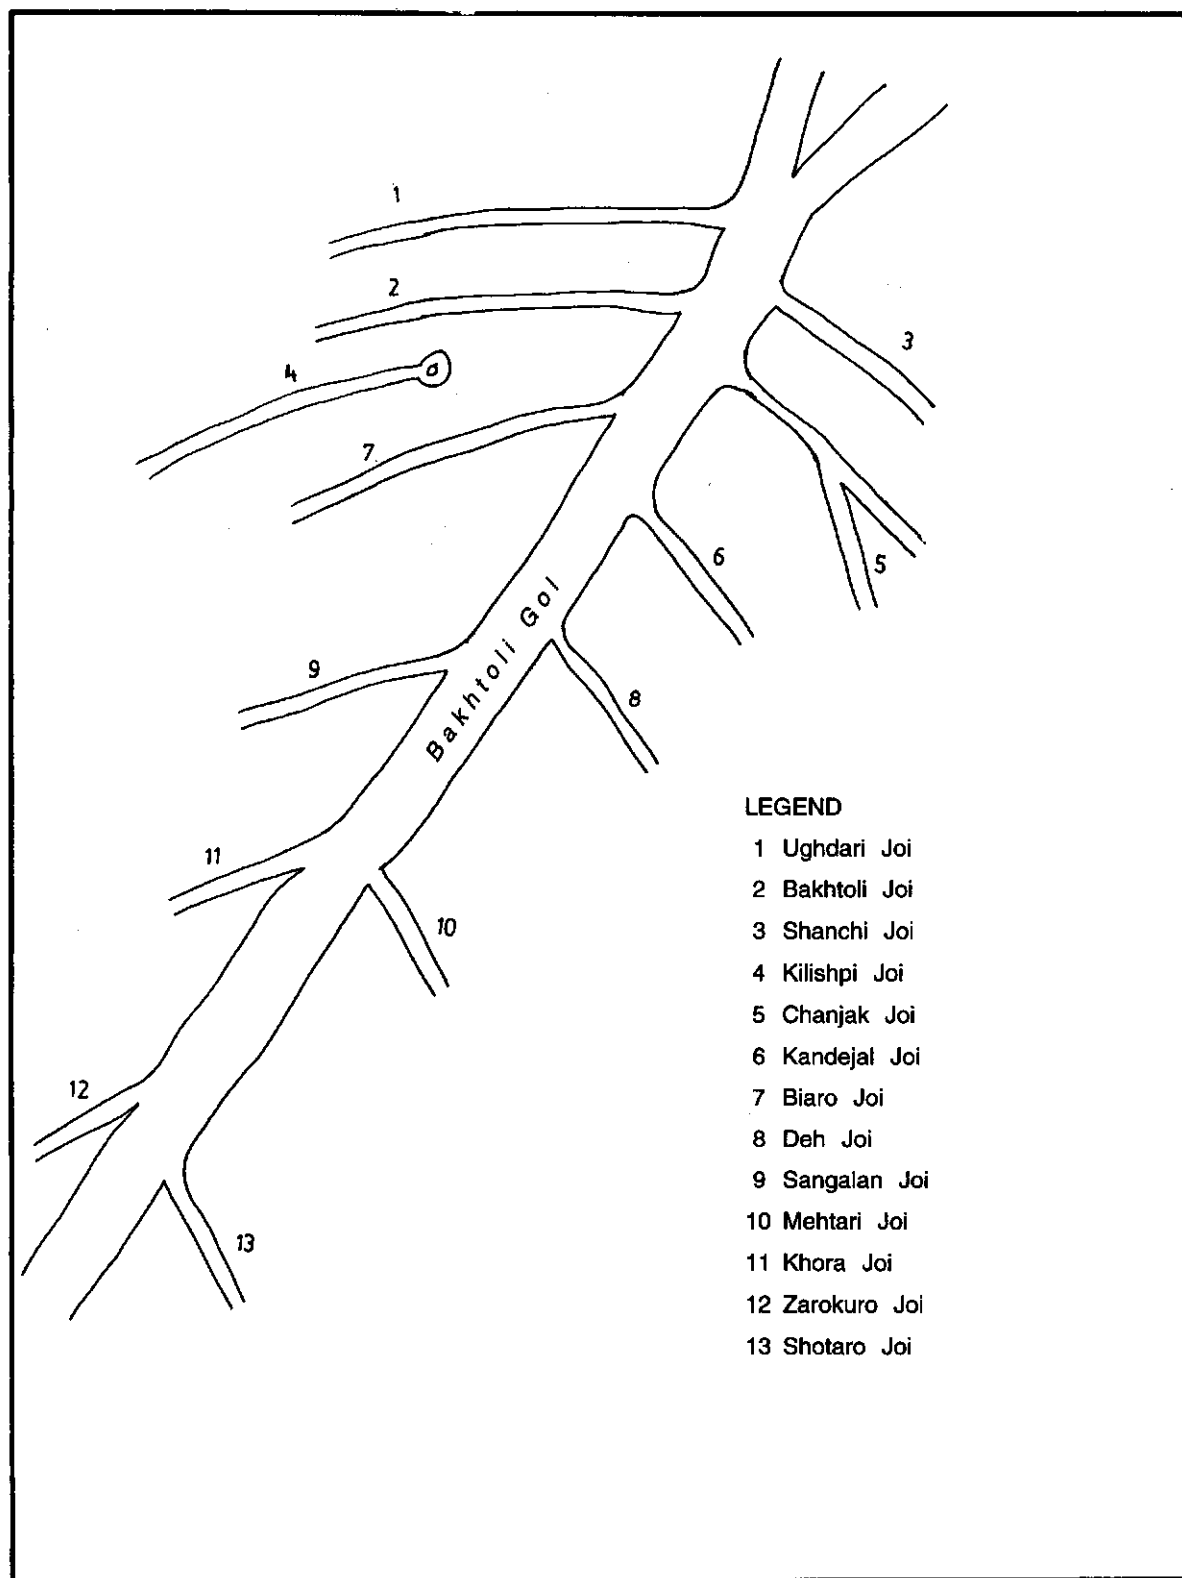 1
2
3
4
7
6
5
Bakhtoli Gol
9
8
11
10
12
13
LEGEND
1 Ughdari Joi
2 Bakhtoli Joi
3 Shanchi Joi
4 Kilishpi Joi
5 Chanjak Joi
6 Kandejal Joi
7 Biaro Joi
8 Deh Joi
9 Sangalan Joi
10 Mehtari Joi
11 Khora Joi
12 Zarokuro Joi
13 Shotaro Joi